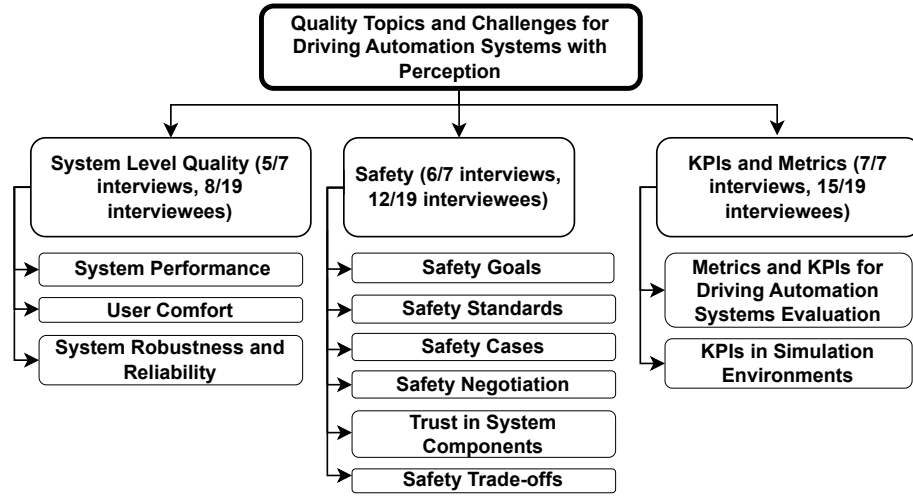 Quality Topics and Challenges for
Driving Automation Systems with
Perception
System Level Quality (5/7
interviews, 8/19
interviewees)
System Performance
User Comfort
System Robustness and
Reliability
Safety (6/7 interviews,
12/19 interviewees)
Safety Goals
Safety Standards
Safety Cases
Safety Negotiation
Trust in System
Components
Safety Trade-offs
KPIs and Metrics (7/7
interviews, 15/19
interviewees)
Metrics and KPIs for
Driving Automation
Systems Evaluation
KPIs in Simulation
Environments